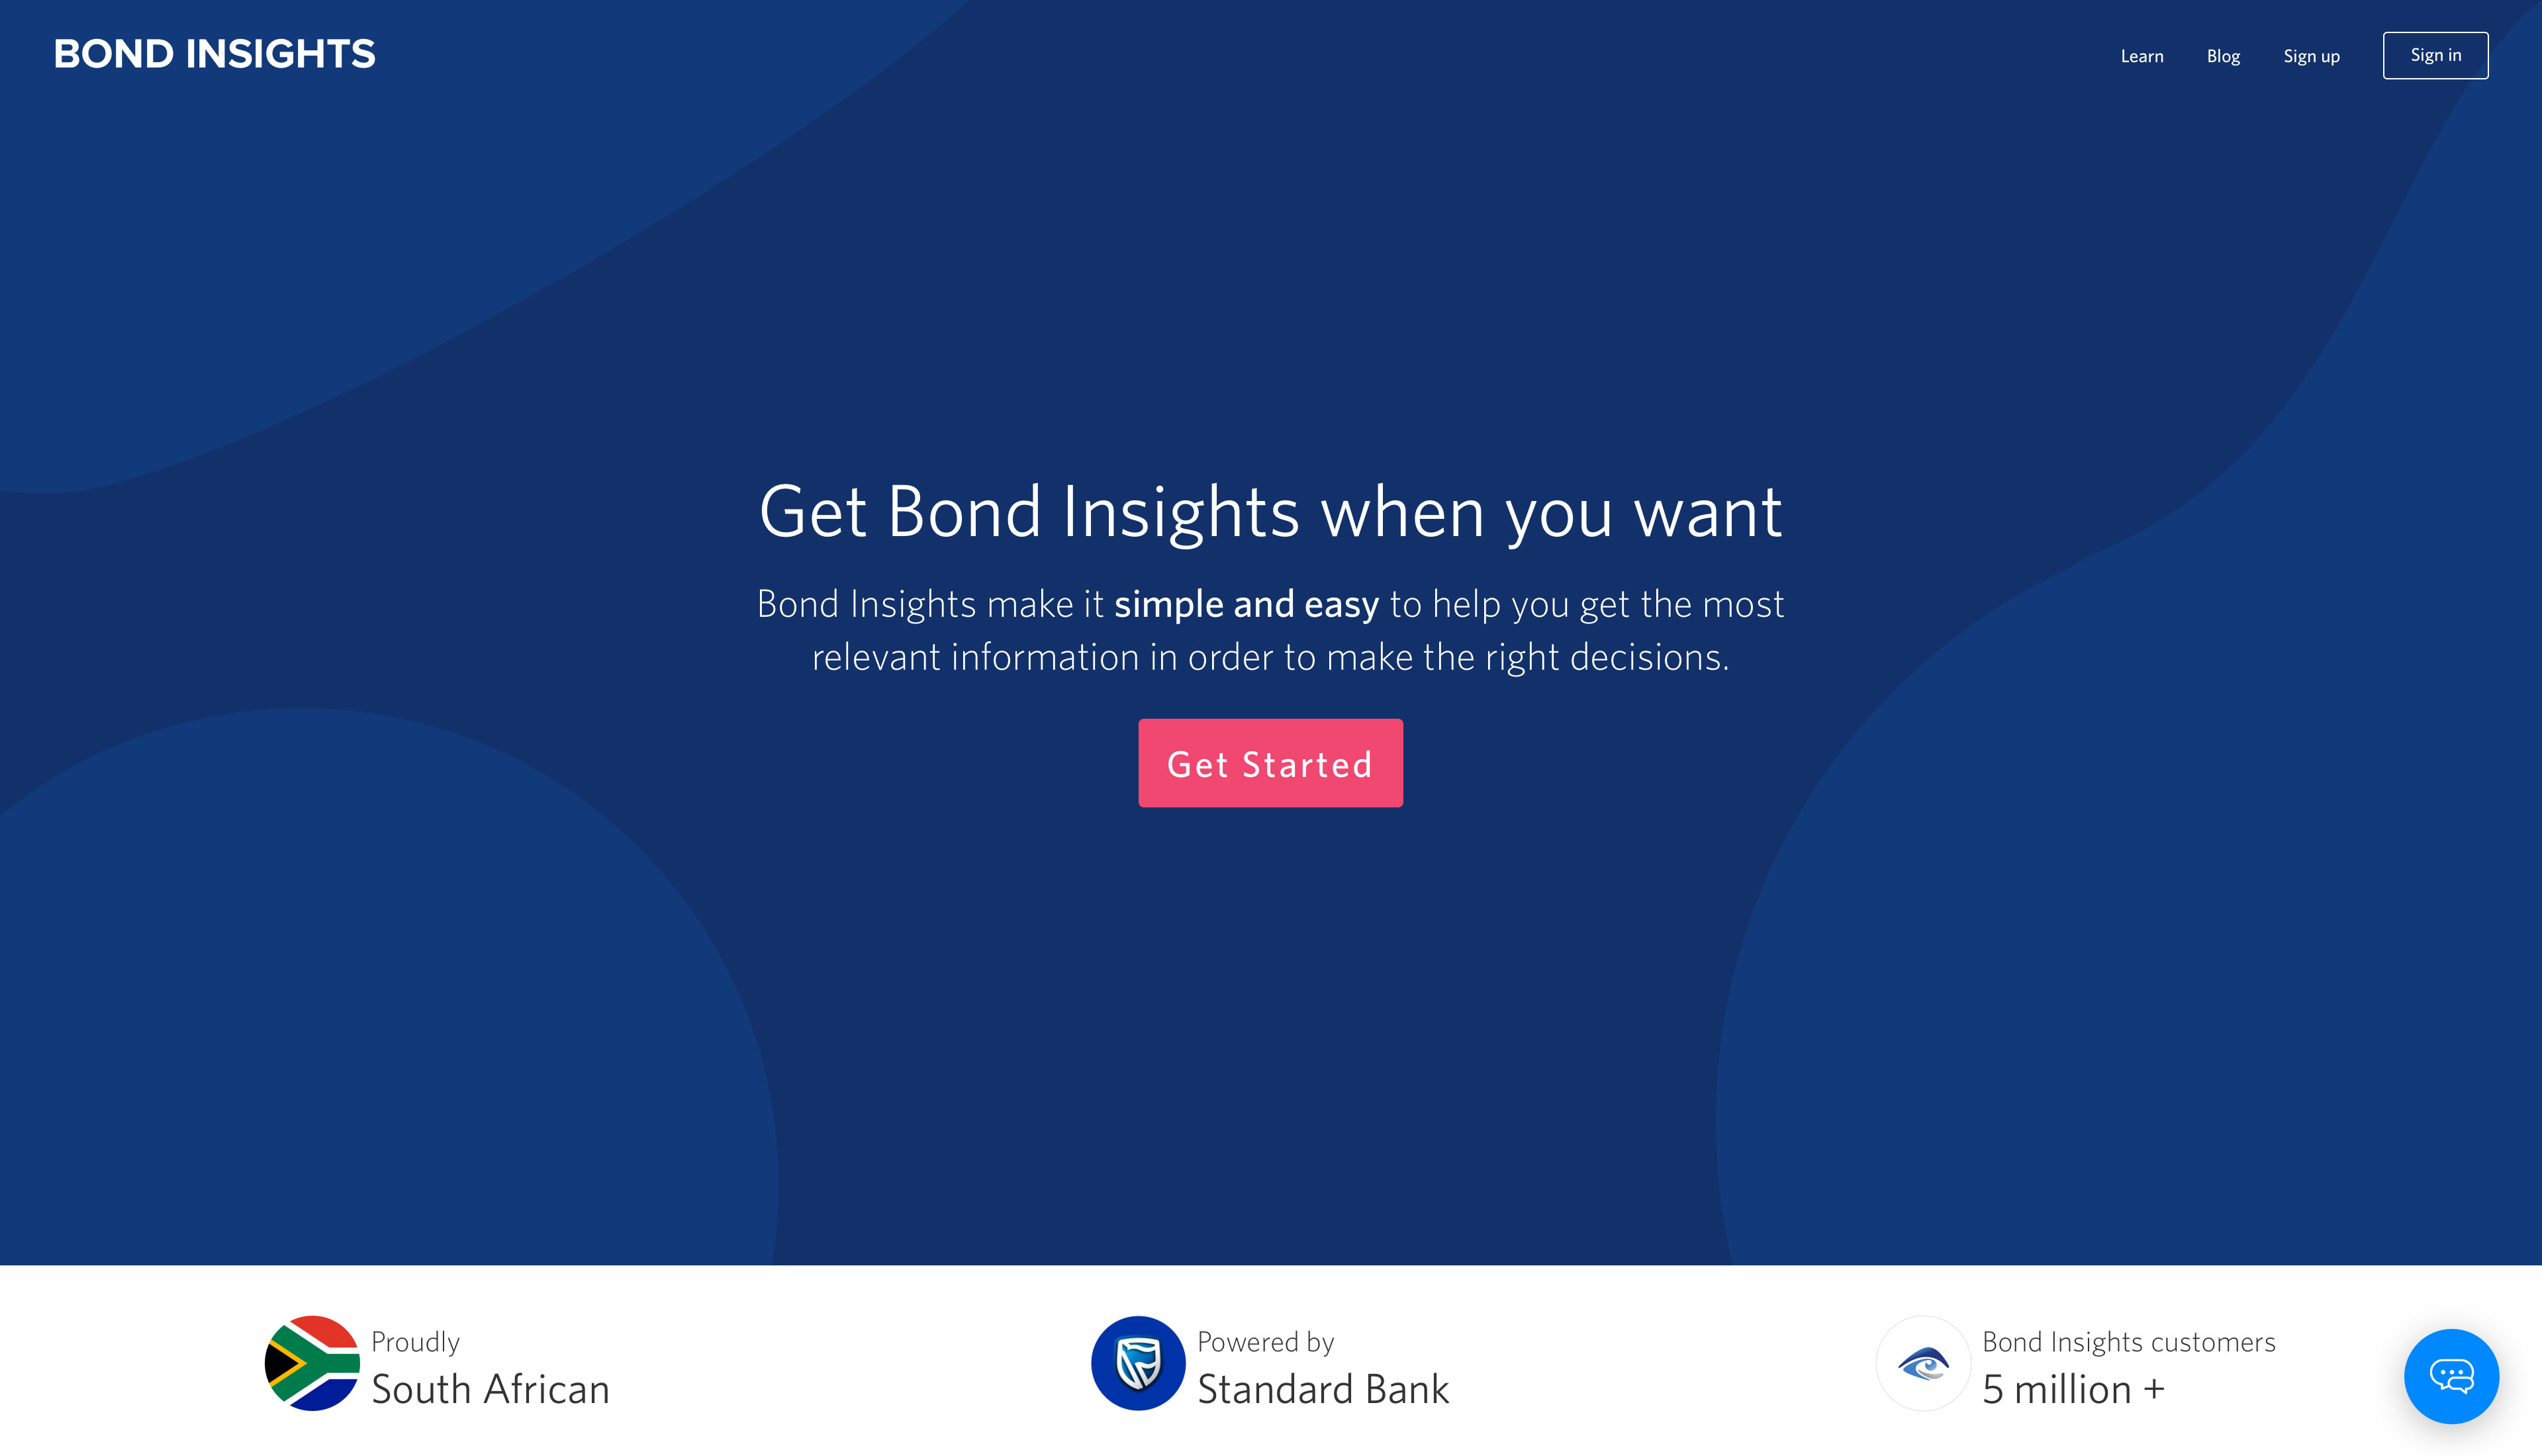 BOND INSIGHTS
Learn
Blog
Sign up
Sign in
Get Bond Insights when you want
Bond Insights make it simple and easy to help you get the most
relevant information in order to make the right decisions.
Get Started
Proudly
South African
Powered by
Standard Bank
Bond Insights customers
5 million +